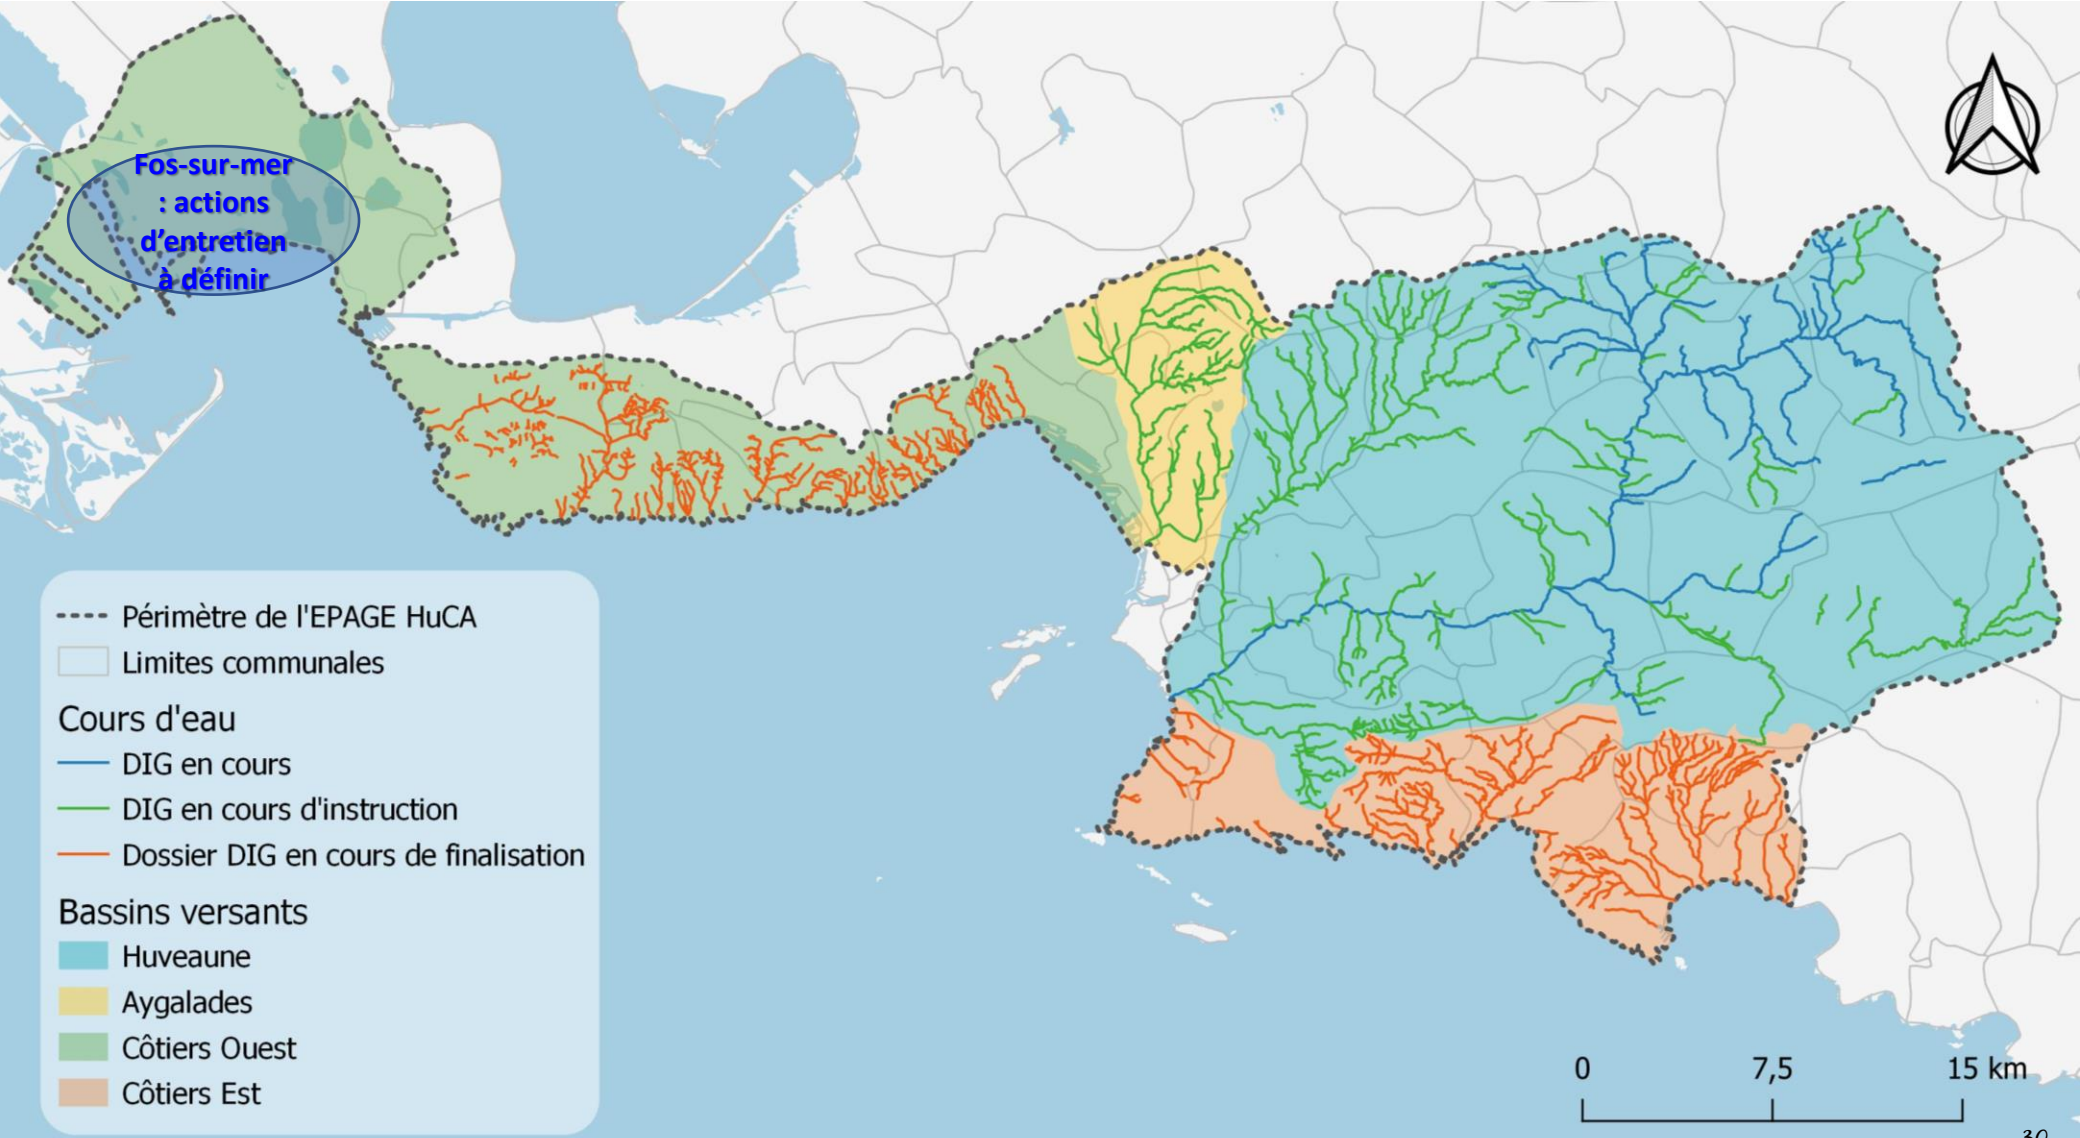 Fos-sur-mer
: actions
d’entretien
à définir
Périmètre de l'EPAGE HuCA
Limites communales
Cours d'eau
DIG en cours
DIG en cours d'instruction
Dossier DIG en cours de finalisation
Bassins versants
Huveaune
Aygalades
Côtiers Ouest
Côtiers Est
0 7,5 15 km